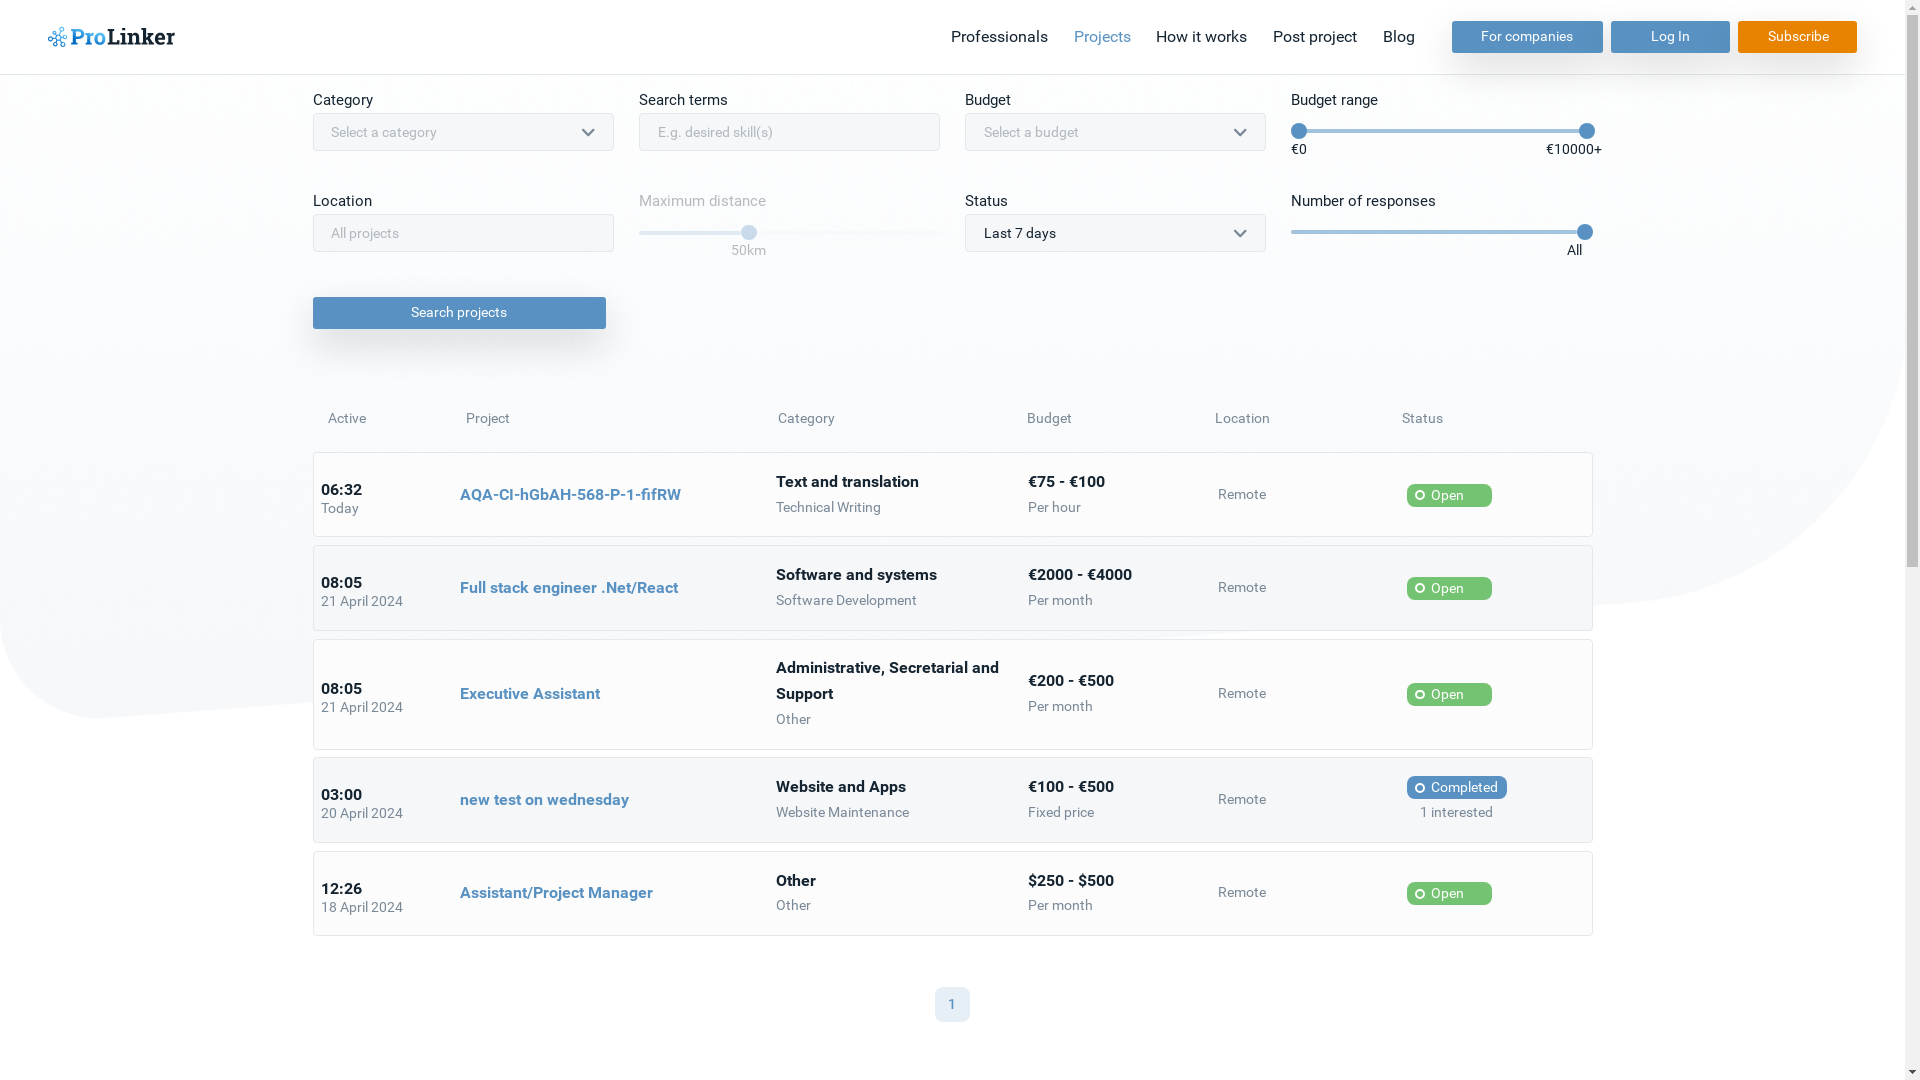 ProLinker
Professionals
Projects
How it works
Post project
Blog
For companies
Log In
Subscribe
Category
Search terms
Budget
Budget range
Select a category
E.g. desired skill(s)
Select a budget
€0
€10000+
Location
Maximum distance
Status
Number of responses
All projects
50km
Last 7 days
All
Search projects
Active
Project
Category
Budget
Location
Status
06:32
Today
AQA-CI-hGbAH-568-P-1-fifRW
Text and translation
Technical Writing
€75 - €100
Per hour
Remote
Open
08:05
21 April 2024
Full stack engineer .Net/React
Software and systems
Software Development
€2000 - €4000
Per month
Remote
Open
08:05
21 April 2024
Executive Assistant
Administrative, Secretarial and
Support
Other
€200 - €500
Per month
Remote
Open
03:00
20 April 2024
new test on wednesday
Website and Apps
Website Maintenance
€100 - €500
Fixed price
Remote
Completed
1 interested
12:26
18 April 2024
Assistant/Project Manager
Other
Other
$250 - $500
Per month
Remote
Open
1